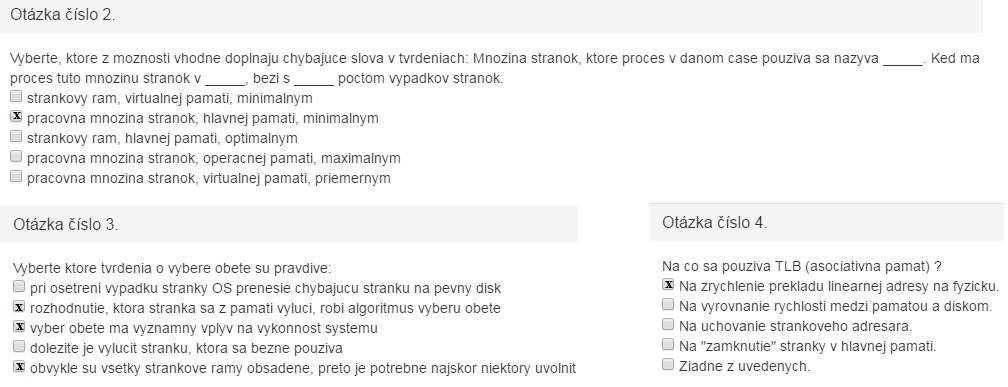 Otázka číslo 2.
Vyberte, ktore z moznosti vhodne doplnaju chybajuce slova v tvrdeniach: Mnozina stranok, ktore proces v danom case pouziva sa nazyva _____. Ked ma
proces tuto mnozinu stranok v _____, bezi s _____ poctom vypadkov stranok.
strankovy ram, virtualnej pamati, minimalnym
x pracovna mnozina stranok, hlavnej pamati, minimalnym
strankovy ram, hlavnej pamati, optimalnym
pracovna mnozina stranok, operacnej pamati, maximalnym
pracovna mnozina stranok, virtualnej pamati, priemernym
Otázka číslo 3.
Vyberte ktore tvrdenia o vybere obete su pravdive:
pri osetreni vypadku stranky OS prenesie chybajucu stranku na pevny disk
x rozhodnutie, ktora stranka sa z pamati vyluci, robi algoritmus vyberu obete
x vyber obete ma vyznamny vplyv na vykonnost systemu
dolezite je vylucit stranku, ktora sa bezne pouziva
x obvykle su vsetky strankove ramy obsadene, preto je potrebne najskor niektory uvolnit
Otázka číslo 4.
Na co sa pouziva TLB (asociativna pamat) ?
x Na zrychlenie prekladu linearnej adresy na fyzicku.
Na vyrovnanie rychlosti medzi pamatou a diskom.
Na uchovanie strankoveho adresara.
Na "zamknutie" stranky v hlavnej pamati.
Ziadne z uvedenych.